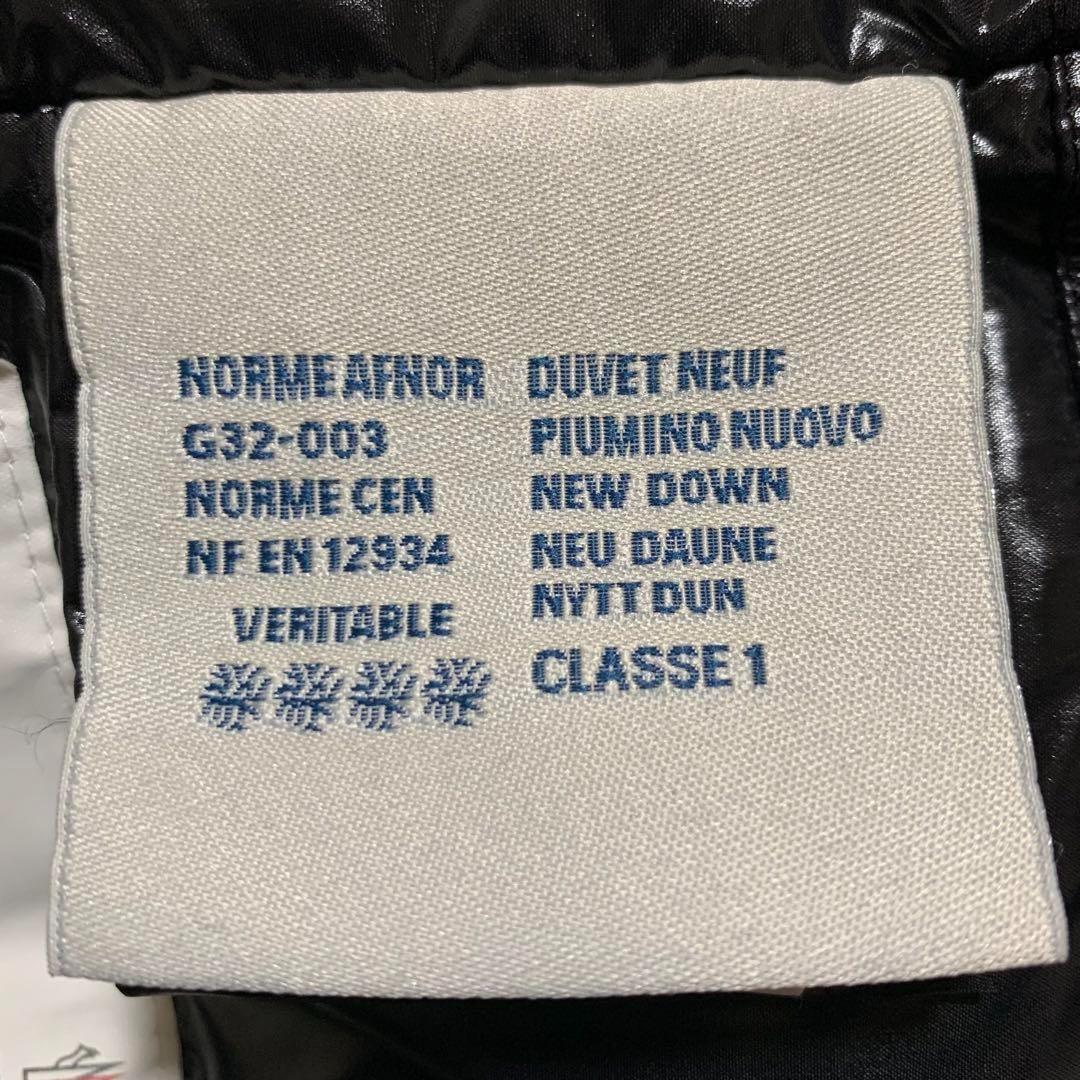 NORME AFNOR
G32-003
NORME CEN
NF EN 12934
VERITABLE
DUVET NEUF
PIUMINO NUOVO
NEW DOWN
NEU DAUNE
NYTT DUN
CLASSE 1